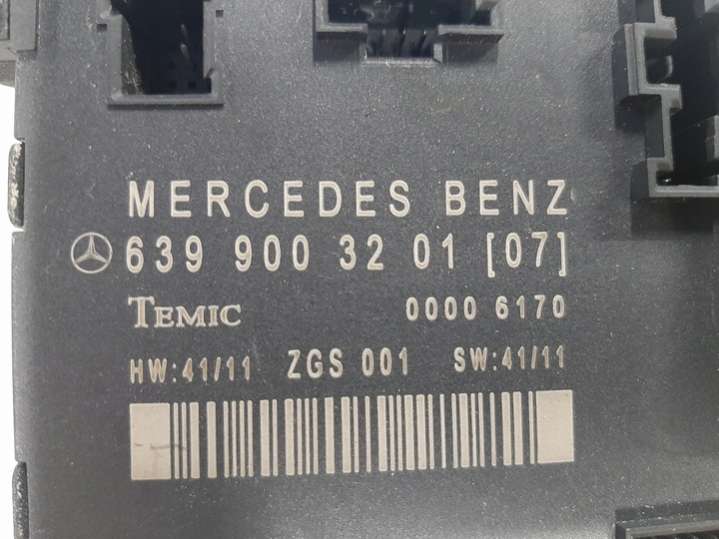 MERCEDES BENZ
639 900 32 01 [07]
TEMIC 0000 6170
HW:41/11 ZGS 001 SW:41/11